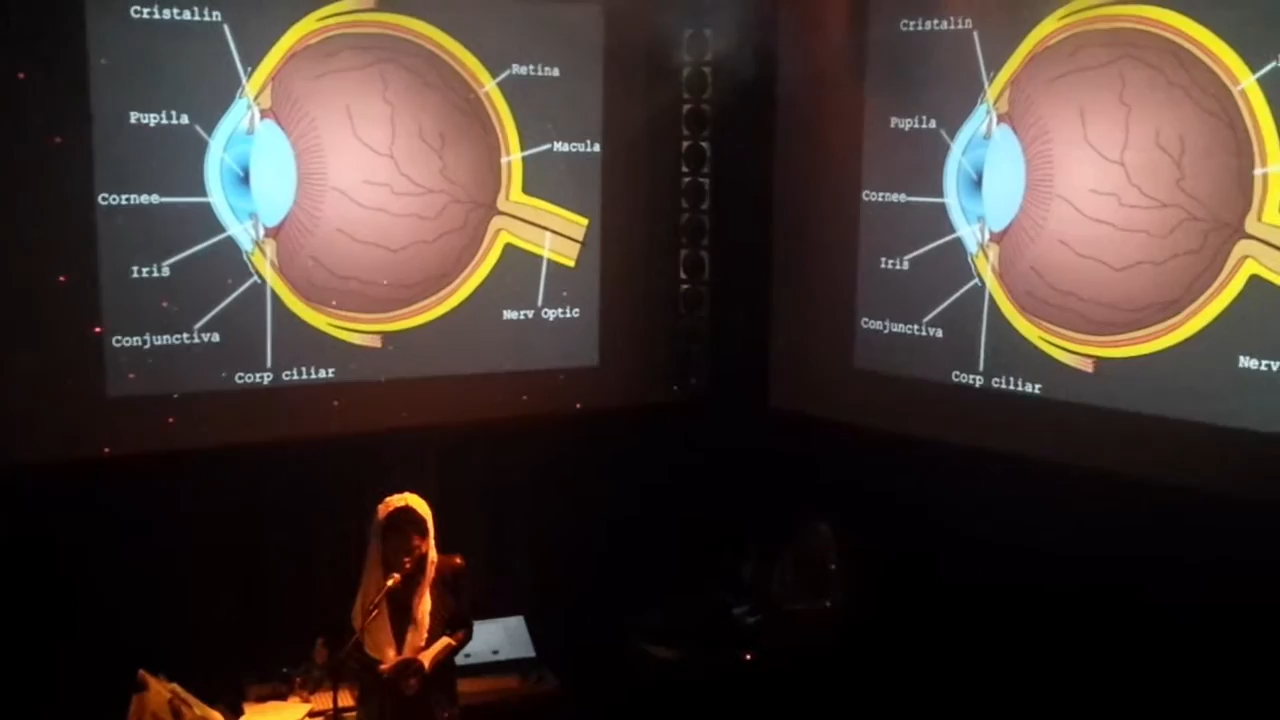 Cristalin
Retina
Pupila
Macula
Cornee
Iris
Nerv Optic
Conjunctiva
Corp ciliar
Cristalin
Pupila
Cornee
Iris
Conjunctiva
Nerv
Corp ciliar